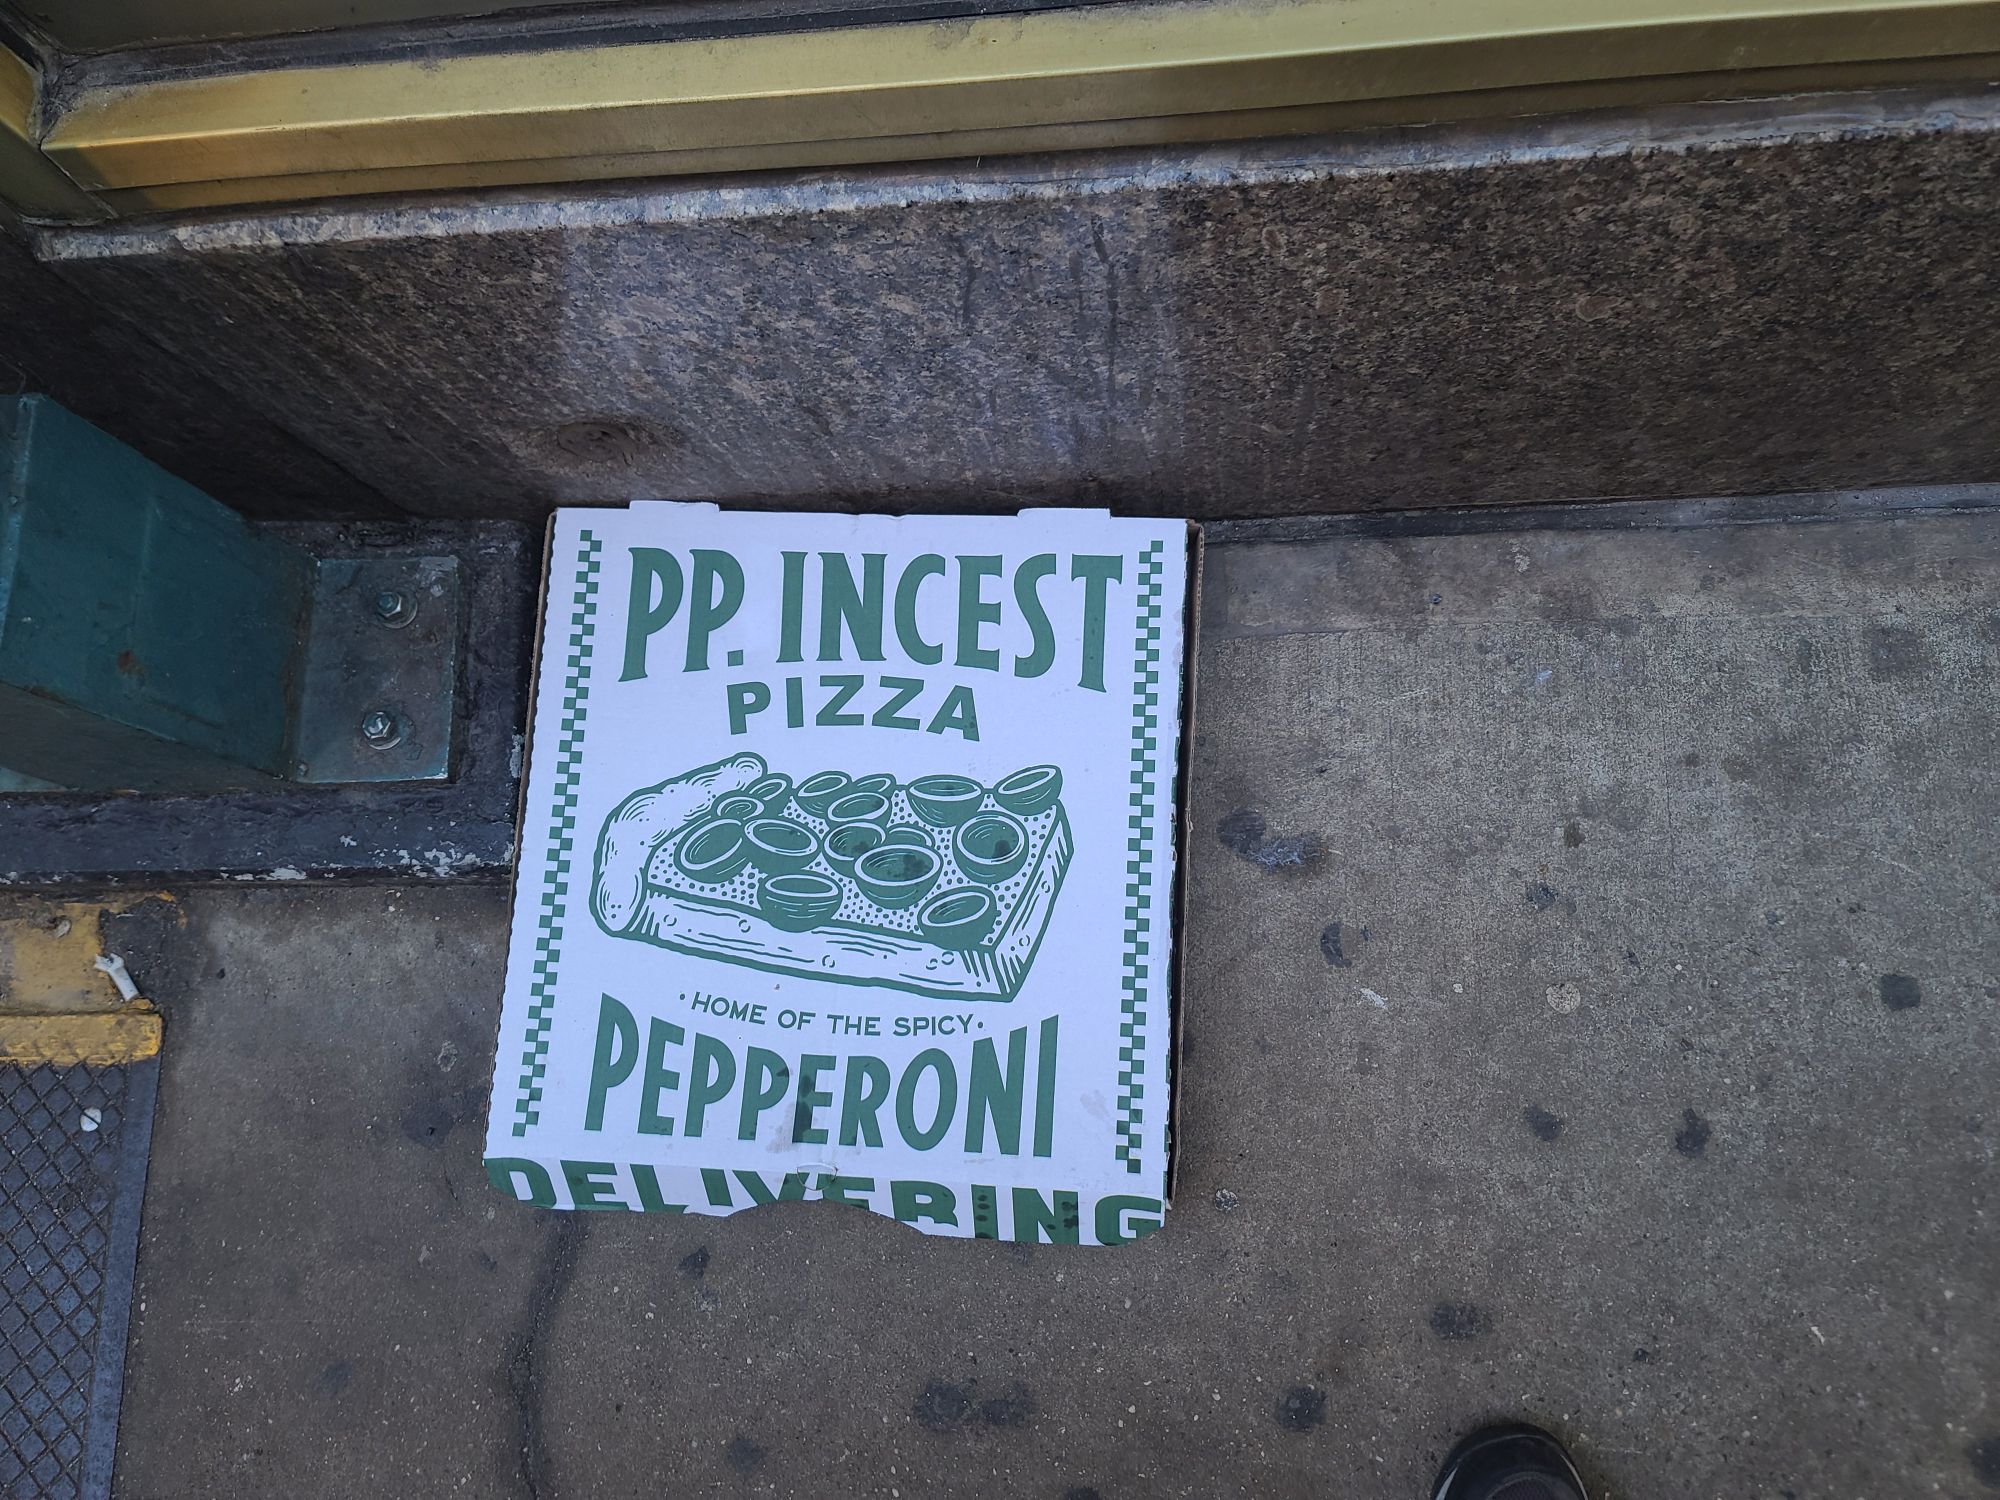 PP. INCEST
PIZZA
· HOME OF THE SPICY ·
PEPPERONI
DELIVERING